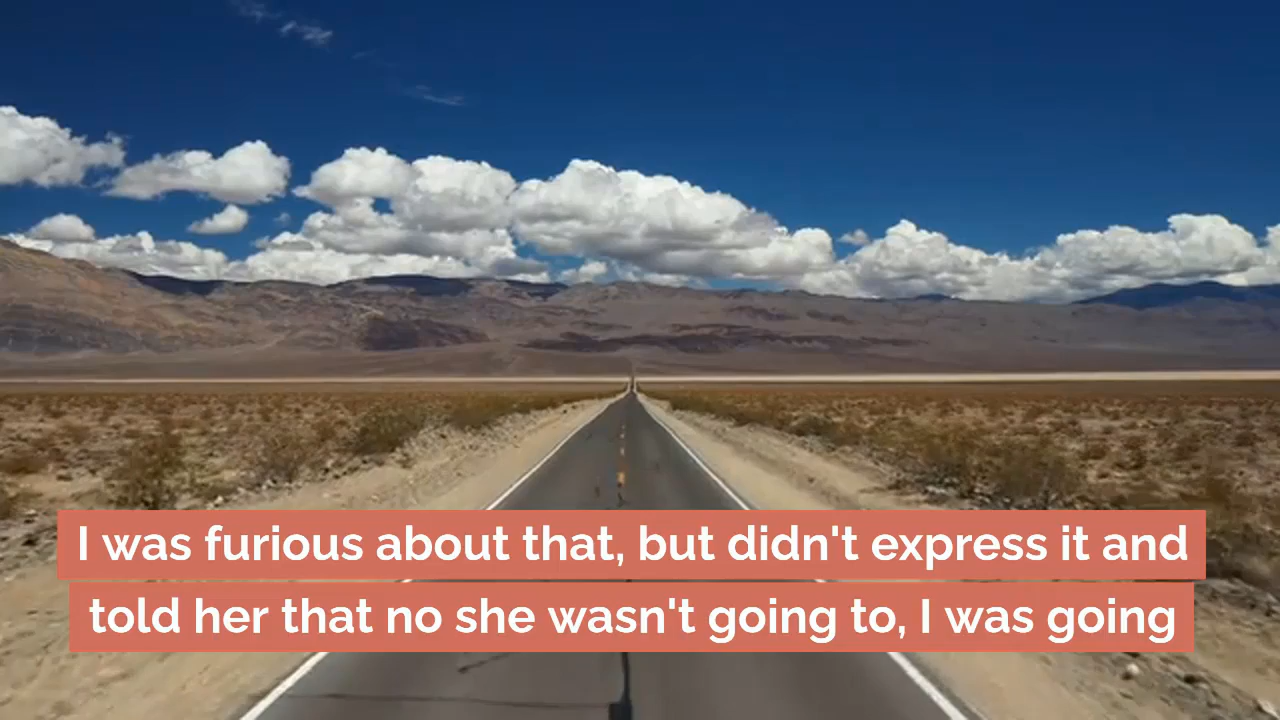 I was furious about that, but didn't express it and
told her that no she wasn't going to, I was going